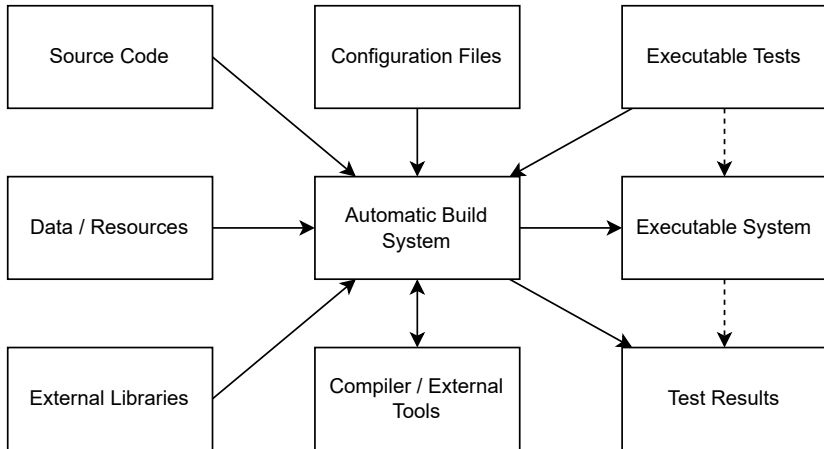 Source Code
Configuration Files
Executable Tests
Data / Resources
Automatic Build
System
Executable System
External Libraries
Compiler / External
Tools
Test Results